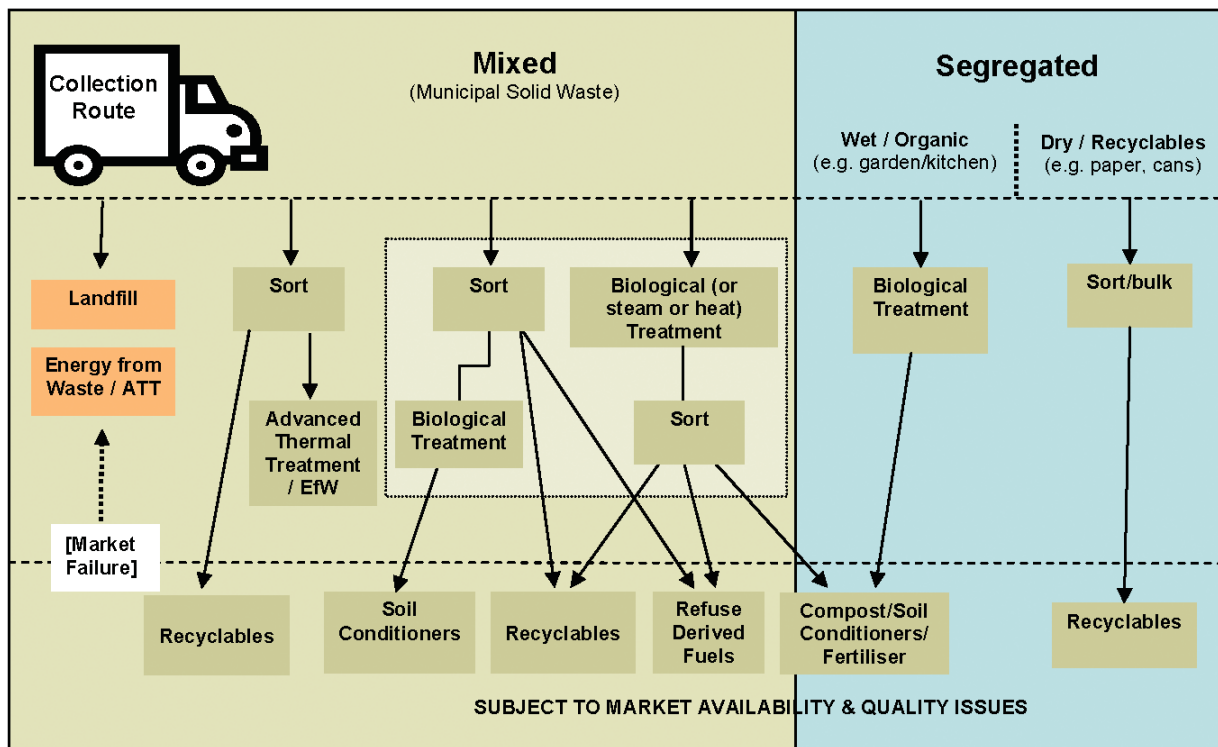 Collection
Route
Mixed
(Municipal Solid Waste)
Segregated
Wet / Organic
(e.g. garden/kitchen)
Dry / Recyclables
(e.g. paper, cans)
Landfill
Energy from
Waste / ATT
[Market
Failure]
Sort
Advanced
Thermal
Treatment
/ EfW
Sort
Biological
Treatment
Biological (or
steam or heat)
Treatment
Sort
Biological
Treatment
Sort/bulk
Recyclables
Soil
Conditioners
Recyclables
Refuse
Derived
Fuels
Compost/Soil
Conditioners/
Fertiliser
Recyclables
SUBJECT TO MARKET AVAILABILITY & QUALITY ISSUES